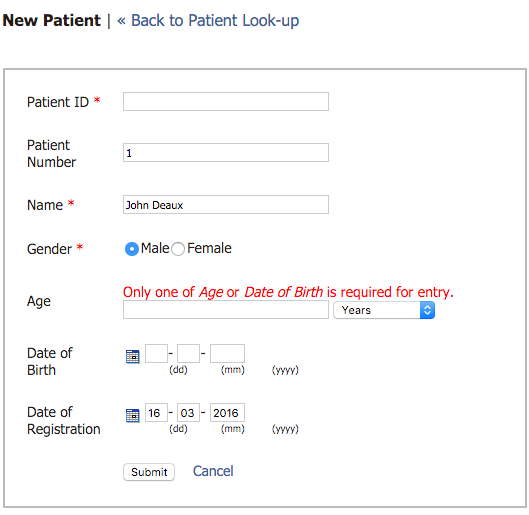 New Patient | « Back to Patient Look-up
Patient ID *
Patient
Number
1
Name *
John Deaux
Gender *
Male
Female
Only one of Age or Date of Birth is required for entry.
Age
Years
Date of
Birth
- -
(dd) (mm) (yyyy)
Date of
Registration
16 - 03 - 2016
(dd) (mm) (yyyy)
Submit Cancel